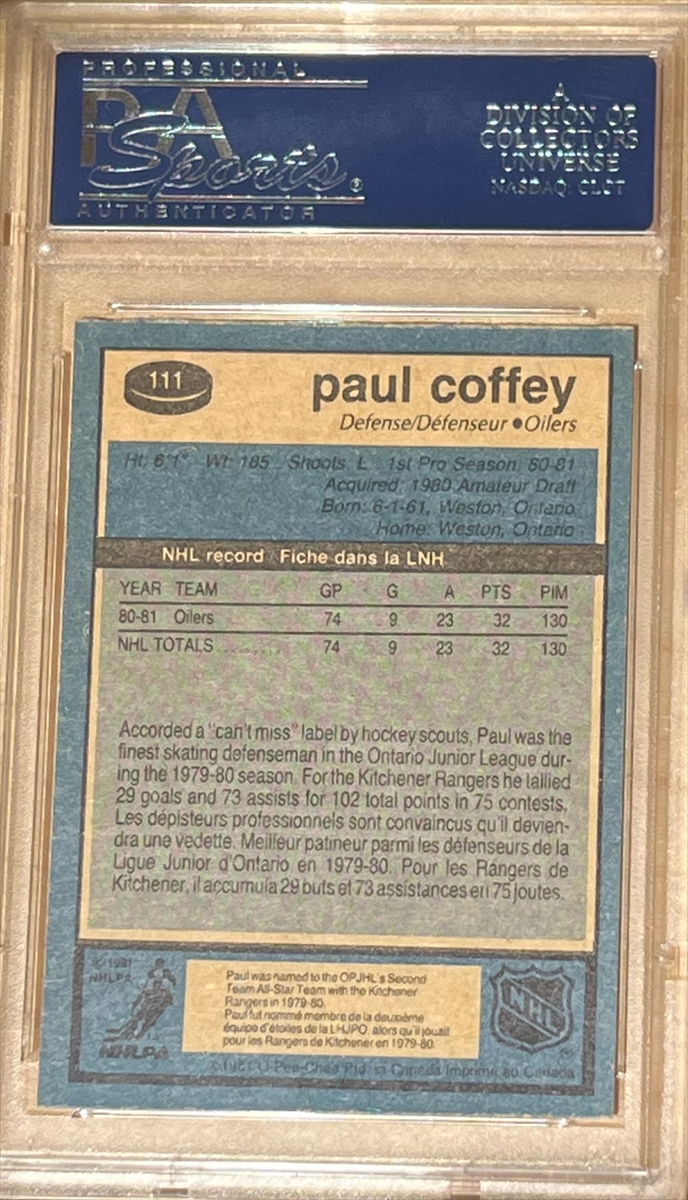 PROFESSIONAL
PSA
Sports®
AUTHENTICATOR
A
DIVISION OF
COLLECTORS
UNIVERSE
NASDAQ: CLCT
111
paul coffey
Defense/Défenseur • Oilers
Ht: 6'1" Wt: 185 Shoots: L 1st Pro Season: 80-81
Acquired: 1980 Amateur Draft
Born: 6-1-61, Weston, Ontario
Home: Weston, Ontario
NHL record Fiche dans la LNH
YEAR TEAM GP G A PTS PIM
80-81 Oilers 74 9 23 32 130
NHL TOTALS ........ 74 9 23 32 130
Accorded a "can't miss" label by hockey scouts, Paul was the
finest skating defenseman in the Ontario Junior League dur-
ing the 1979-80 season. For the Kitchener Rangers he tallied
29 goals and 73 assists for 102 total points in 75 contests.
Les dépisteurs professionnels sont convaincus qu'il devien-
dra une vedette. Meilleur patineur parmi les défenseurs de la
Ligue Junior d'Ontario en 1979-80. Pour les Rangers de
Kitchener, il accumula 29 buts et 73 assistances en 75 joutes.
© 1981
NHLPA
NHLPA
Paul was named to the OPJHL's Second
Team All-Star Team with the Kitchener
Rangers in 1979-80.
Paul fut nommé membre de la deuxième
équipe d'étoiles de la LHJPO alors qu'il jouait
pour les Rangers de Kitchener en 1979-80.
NHL
©1981 O-Pee-Chee Ptd. in Canada Imprimé au Canada